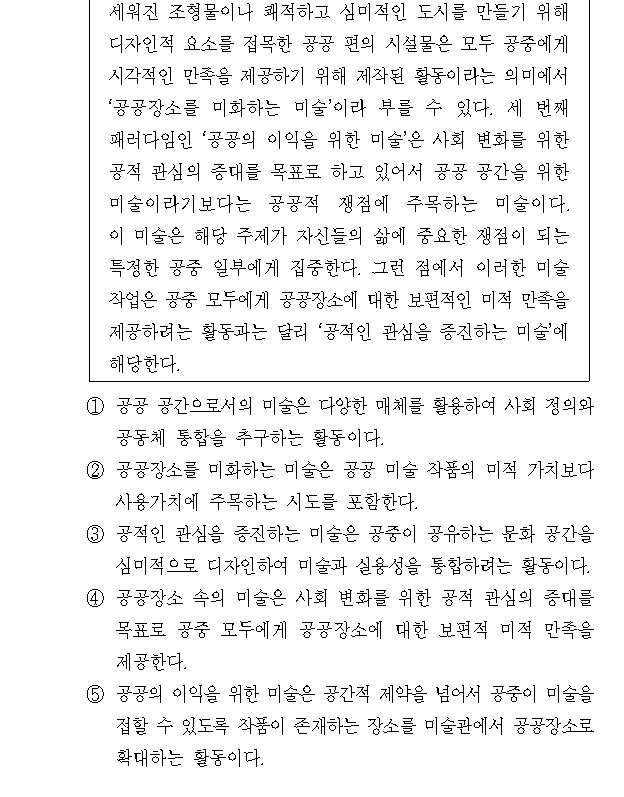 세워진 조형물이나 쾌적하고 심미적인 도시를 만들기 위해
디자인적 요소를 접목한 공공 편의 시설물은 모두 공중에게
시각적인 만족을 제공하기 위해 제작된 활동이라는 의미에서
‘공공장소를 미화하는 미술’이라 부를 수 있다. 세 번째
패러다임인 ‘공공의 이익을 위한 미술’은 사회 변화를 위한
공적 관심의 증대를 목표로 하고 있어서 공공 공간을 위한
미술이라기보다는 공공적 쟁점에 주목하는 미술이다.
이 미술은 해당 주제가 자신들의 삶에 중요한 쟁점이 되는
특정한 공중 일부에게 집중한다. 그런 점에서 이러한 미술
작업은 공중 모두에게 공공장소에 대한 보편적인 미적 만족을
제공하려는 활동과는 달리 ‘공적인 관심을 증진하는 미술’에
해당한다.
① 공공 공간으로서의 미술은 다양한 매체를 활용하여 사회 정의와
공동체 통합을 추구하는 활동이다.
② 공공장소를 미화하는 미술은 공공 미술 작품의 미적 가치보다
사용가치에 주목하는 시도를 포함한다.
③ 공적인 관심을 증진하는 미술은 공중이 공유하는 문화 공간을
심미적으로 디자인하여 미술과 실용성을 통합하려는 활동이다.
④ 공공장소 속의 미술은 사회 변화를 위한 공적 관심의 증대를
목표로 공중 모두에게 공공장소에 대한 보편적 미적 만족을
제공한다.
⑤ 공공의 이익을 위한 미술은 공간적 제약을 넘어서 공중이 미술을
접할 수 있도록 작품이 존재하는 장소를 미술관에서 공공장소로
확대하는 활동이다.